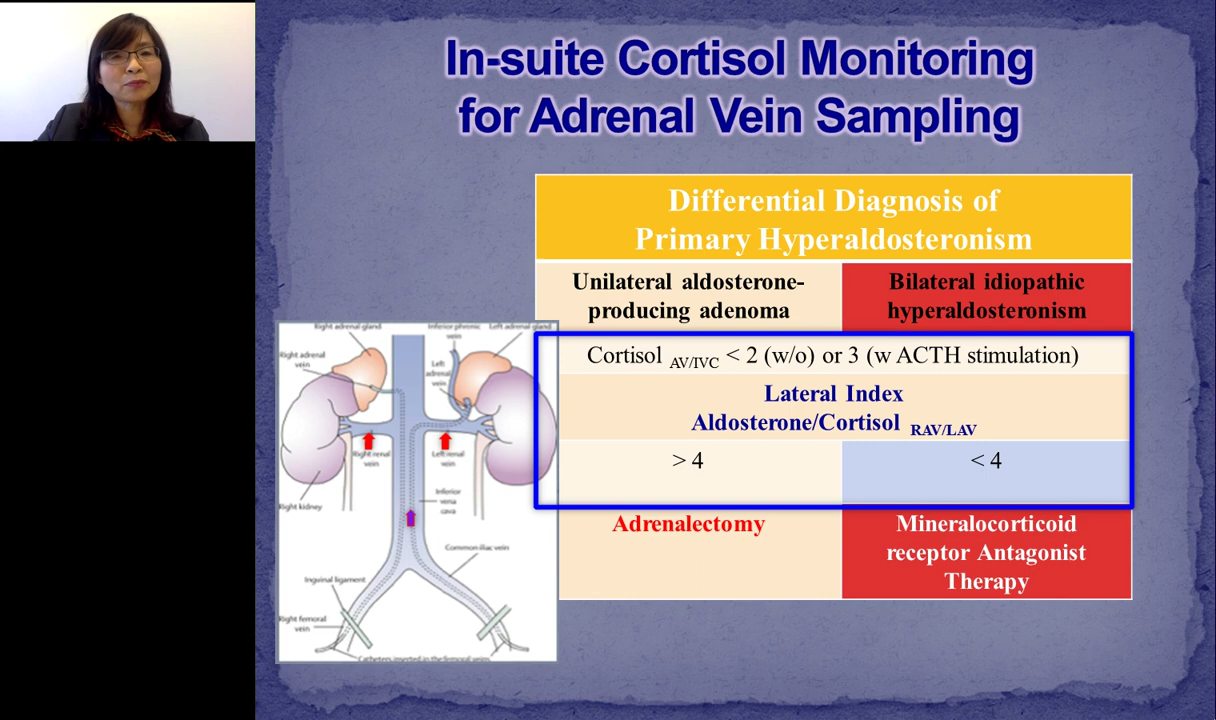 In-suite Cortisol Monitoring
for Adrenal Vein Sampling
Differential Diagnosis of
Primary Hyperaldosteronism
Unilateral aldosterone-
producing adenoma
Bilateral idiopathic
hyperaldosteronism
Cortisol AV/IVC < 2 (w/o) or 3 (w ACTH stimulation)
Lateral Index
Aldosterone/Cortisol RAV/LAV
> 4
< 4
Adrenalectomy
Mineralocorticoid
receptor Antagonist
Therapy
Right adrenal gland
Inferior phrenic
vein
Left adrenal gland
Right adrenal
vein
Left
adrenal
vein
Right renal
vein
Left renal
vein
Right kidney
Inferior
vena
cava
Common iliac vein
Inguinal ligament
Right femoral
vein
Catheters inserted in the femoral veins